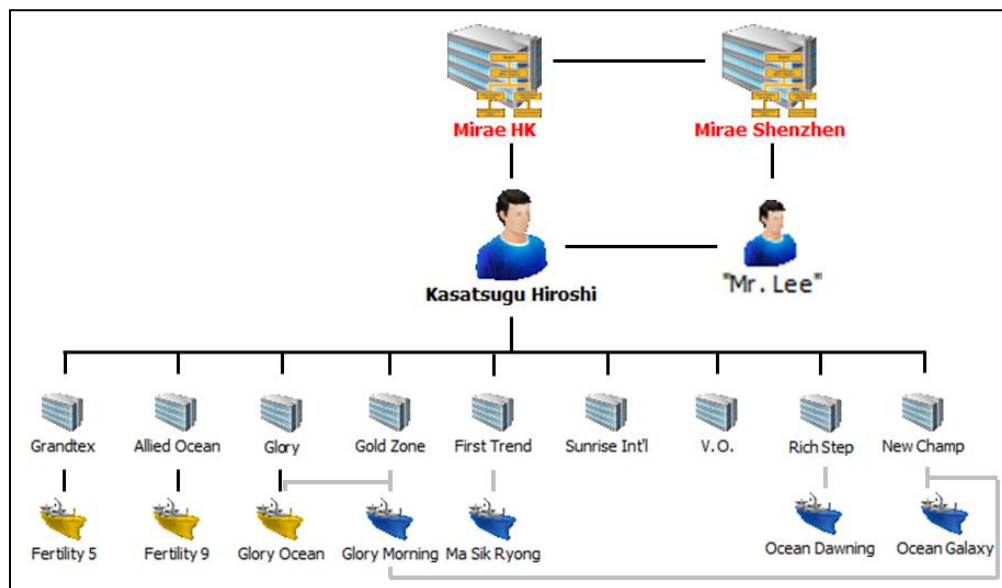 Mirae HK
Mirae Shenzhen
Kasatsugu Hiroshi
"Mr. Lee"
Grandtex
Allied Ocean
Glory
Gold Zone
First Trend
Sunrise Int'l
V.O.
Rich Step
New Champ
Fertility 5
Fertility 9
Glory Ocean
Glory Morning
Ma Sik Ryong
Ocean Dawning
Ocean Galaxy